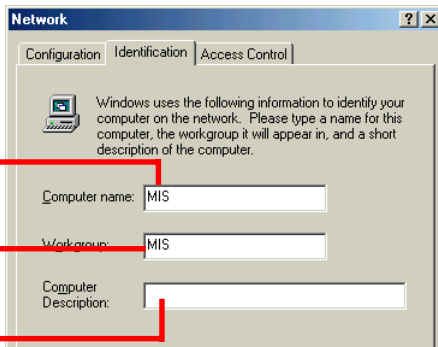 Network
Configuration Identification Access Control
Windows uses the following information to identify your
computer on the network. Please type a name for this
computer, the workgroup it will appear in, and a short
description of the computer.
Computer name: MIS
Workgroup: MIS
Computer
Description: